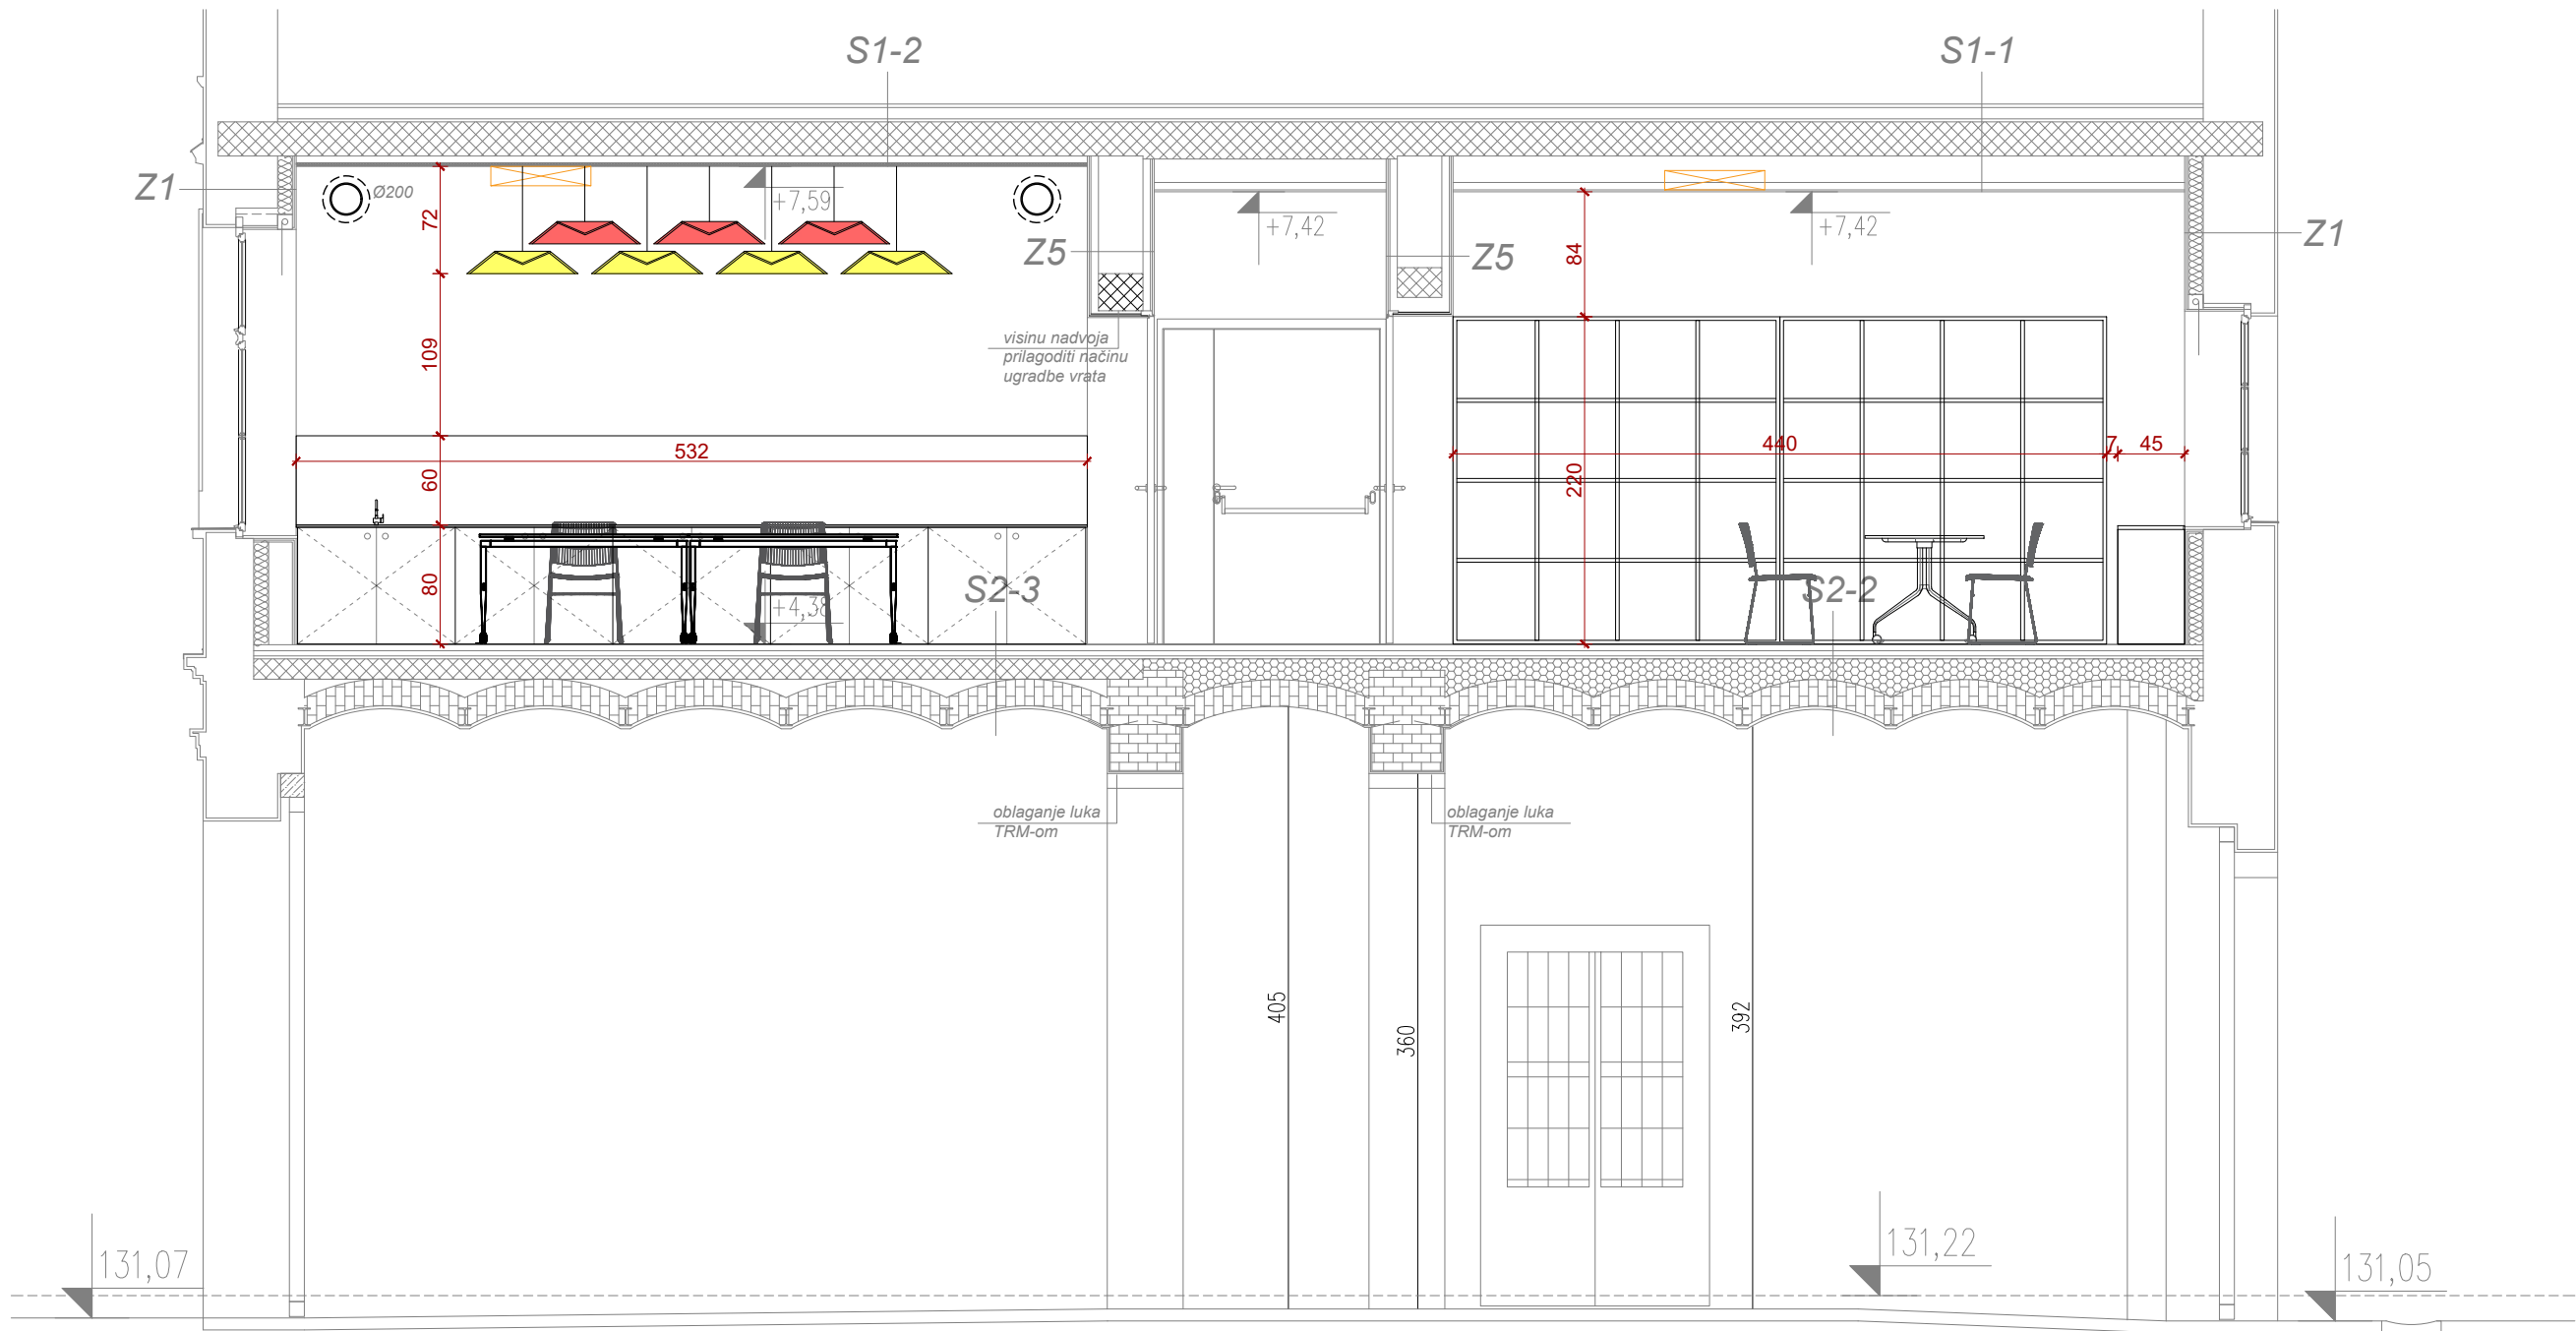 S1-2
S1-1
Z1
Ø200
72
+7,59
Z5
+7,42
Z5
84
+7,42
Z1
visinu nadvoja
prilagoditi načinu
ugradbe vrata
109
532
60
440
7
45
220
80
+4,38
S2-3
S2-2
oblaganje luka
TRM-om
oblaganje luka
TRM-om
405
360
392
131,07
131,22
131,05